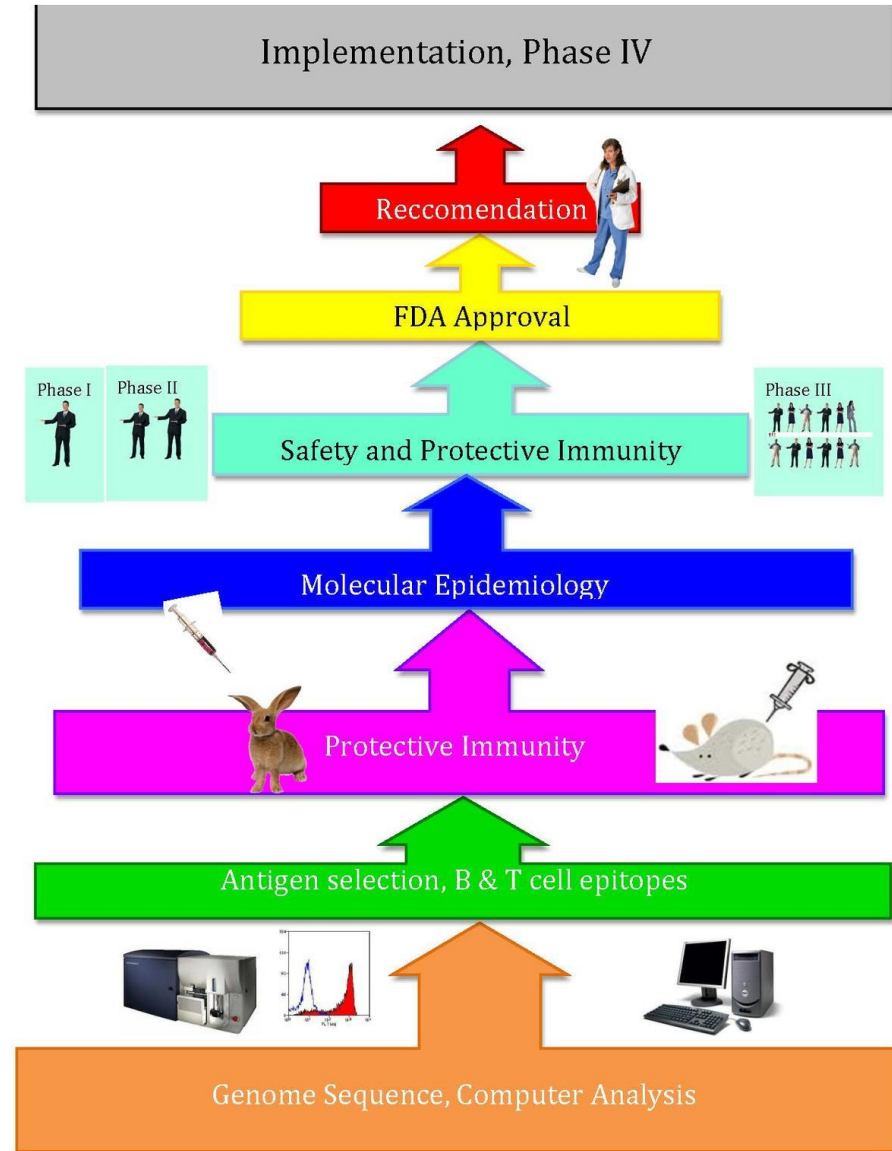 Implementation, Phase IV
Reccomendation
FDA Approval
Phase I
Phase II
Phase III
Safety and Protective Immunity
Molecular Epidemiology
Protective Immunity
Antigen selection, B & T cell epitopes
Genome Sequence, Computer Analysis